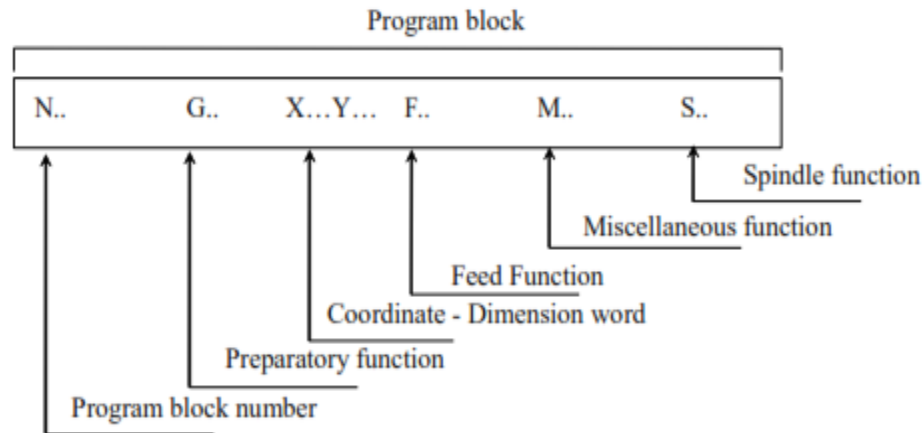 Program block
N.. G.. X...Y... F.. M.. S..
Spindle function
Miscellaneous function
Feed Function
Coordinate - Dimension word
Preparatory function
Program block number